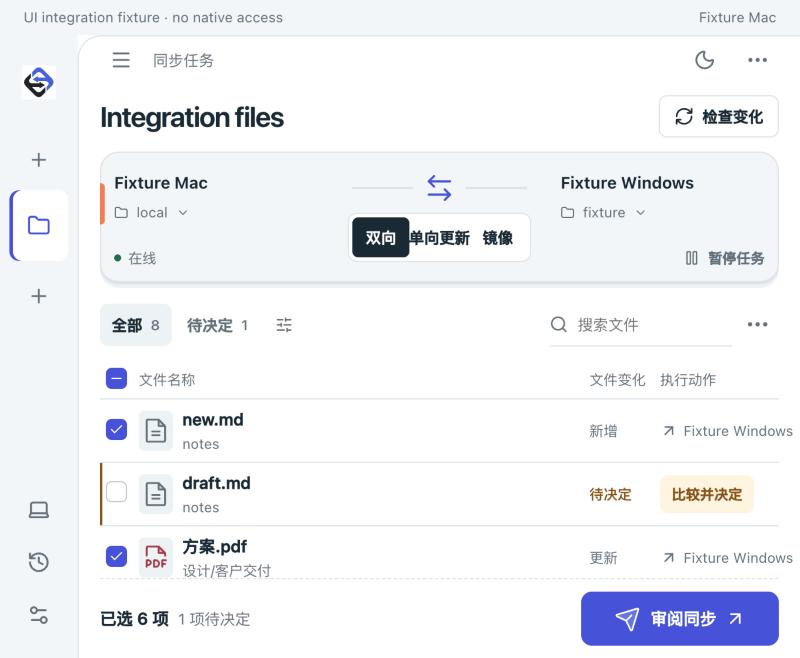 UI integration fixture · no native access
Fixture Mac
同步任务
Integration files
检查变化
Fixture Mac
Fixture Windows
local
fixture
双向 单向更新 镜像
在线
暂停任务
全部 8 待决定 1
搜索文件
文件名称 文件变化 执行动作
new.md
notes
新增 Fixture Windows
draft.md
notes
待决定 比较并决定
PDF
方案.pdf
设计/客户交付
更新 Fixture Windows
已选 6 项 1 项待决定
审阅同步